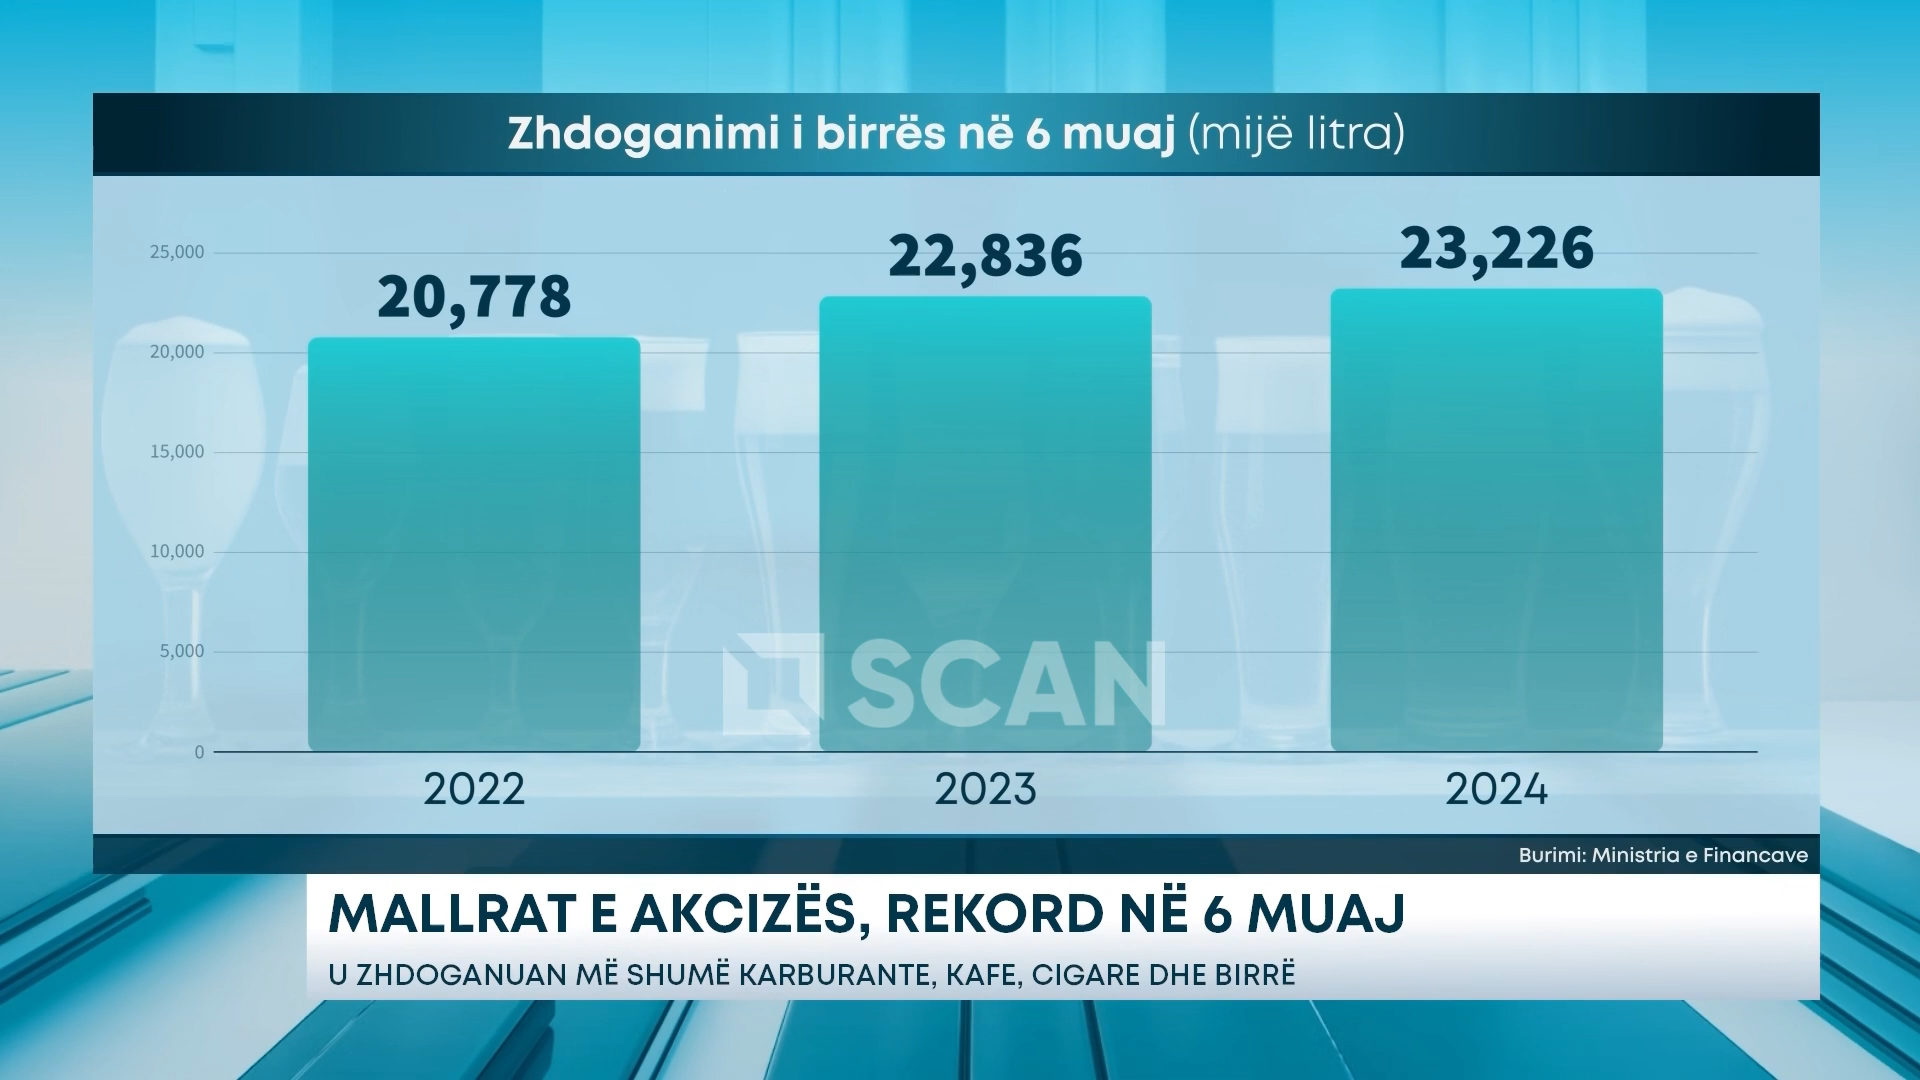 Zhdoganimi i birrës në 6 muaj (mijë litra)
25,000
20,000
15,000
10,000
5,000
0
20,778
22,836
23,226
SCAN
2022
2023
2024
Burimi: Ministria e Financave
MALLRAT E AKCIZËS, REKORD NË 6 MUAJ
U ZHDOGANUAN MË SHUMË KARBURANTE, KAFE, CIGARE DHE BIRRË